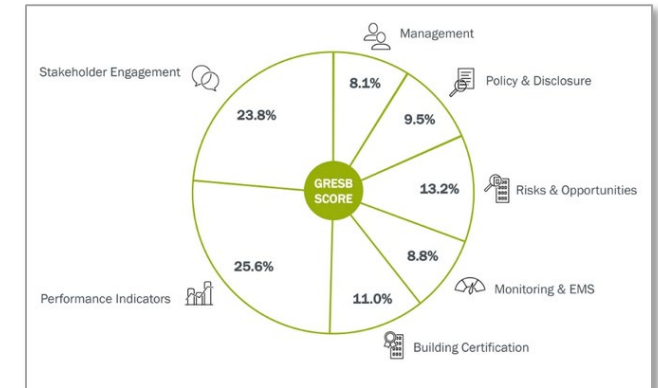 Management
8.1%
Policy & Disclosure
9.5%
Risks & Opportunities
13.2%
Monitoring & EMS
8.8%
Building Certification
11.0%
Performance Indicators
25.6%
Stakeholder Engagement
23.8%
GRESB
SCORE